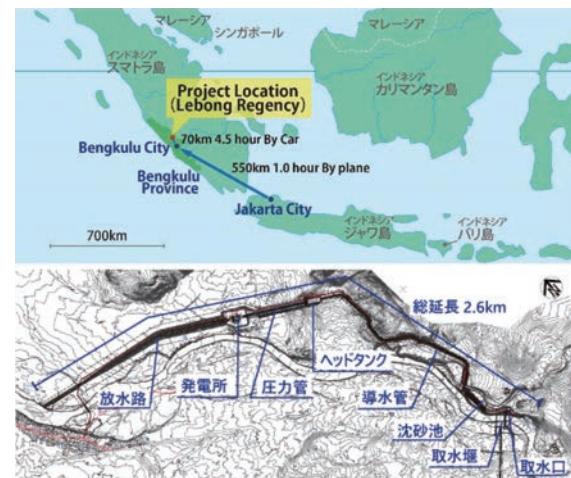 マレーシア
マレーシア
シンガポール
インドネシア
スマトラ島
Project Location
(Lebong Regency)
インドネシア
カリマンタン島
70km 4.5 hour By Car
Bengkulu City
550km 1.0 hour By plane
Bengkulu
Province
Jakarta City
インドネシア
ジャワ島
インドネシア
バリ島
700km
総延長 2.6km
ヘッドタンク
放水路
発電所
圧力管
導水管
沈砂池
取水堰
取水口